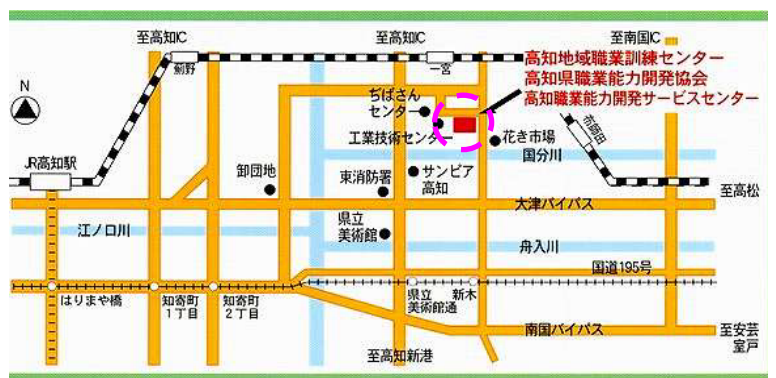 至高知IC
至高知IC
至南国IC
薊野
一宮
高知地域職業訓練センター
高知県職業能力開発協会
高知職業能力開発サービスセンター
N
ぢばさん
センター
工業技術センター
花き市場
市師田
国分川
JR高知駅
卸団地
東消防署
サンピア
高知
至高松
大津バイパス
江ノ口川
県立
美術館
舟入川
国道195号
はりまや橋
知寄町
1丁目
知寄町
2丁目
県立
美術館通
新木
南国バイパス
至安芸
室戸
至高知新港